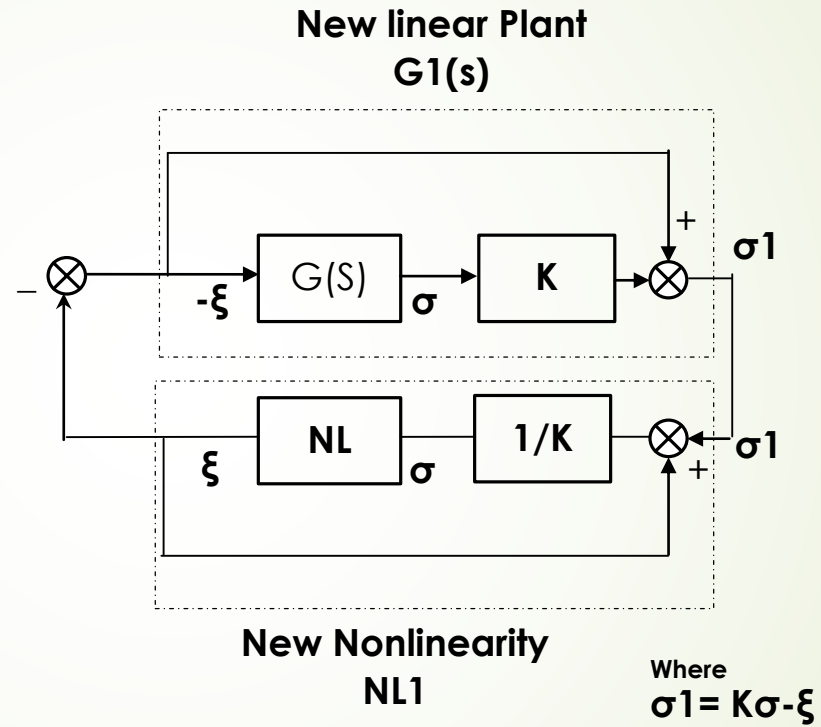 New linear Plant
G1(s)
+
σ1
G(S)
K
−
-ξ
σ
NL
1/K
σ1
+
ξ
σ
New Nonlinearity
NL1
Where
σ1= Kσ-ξ